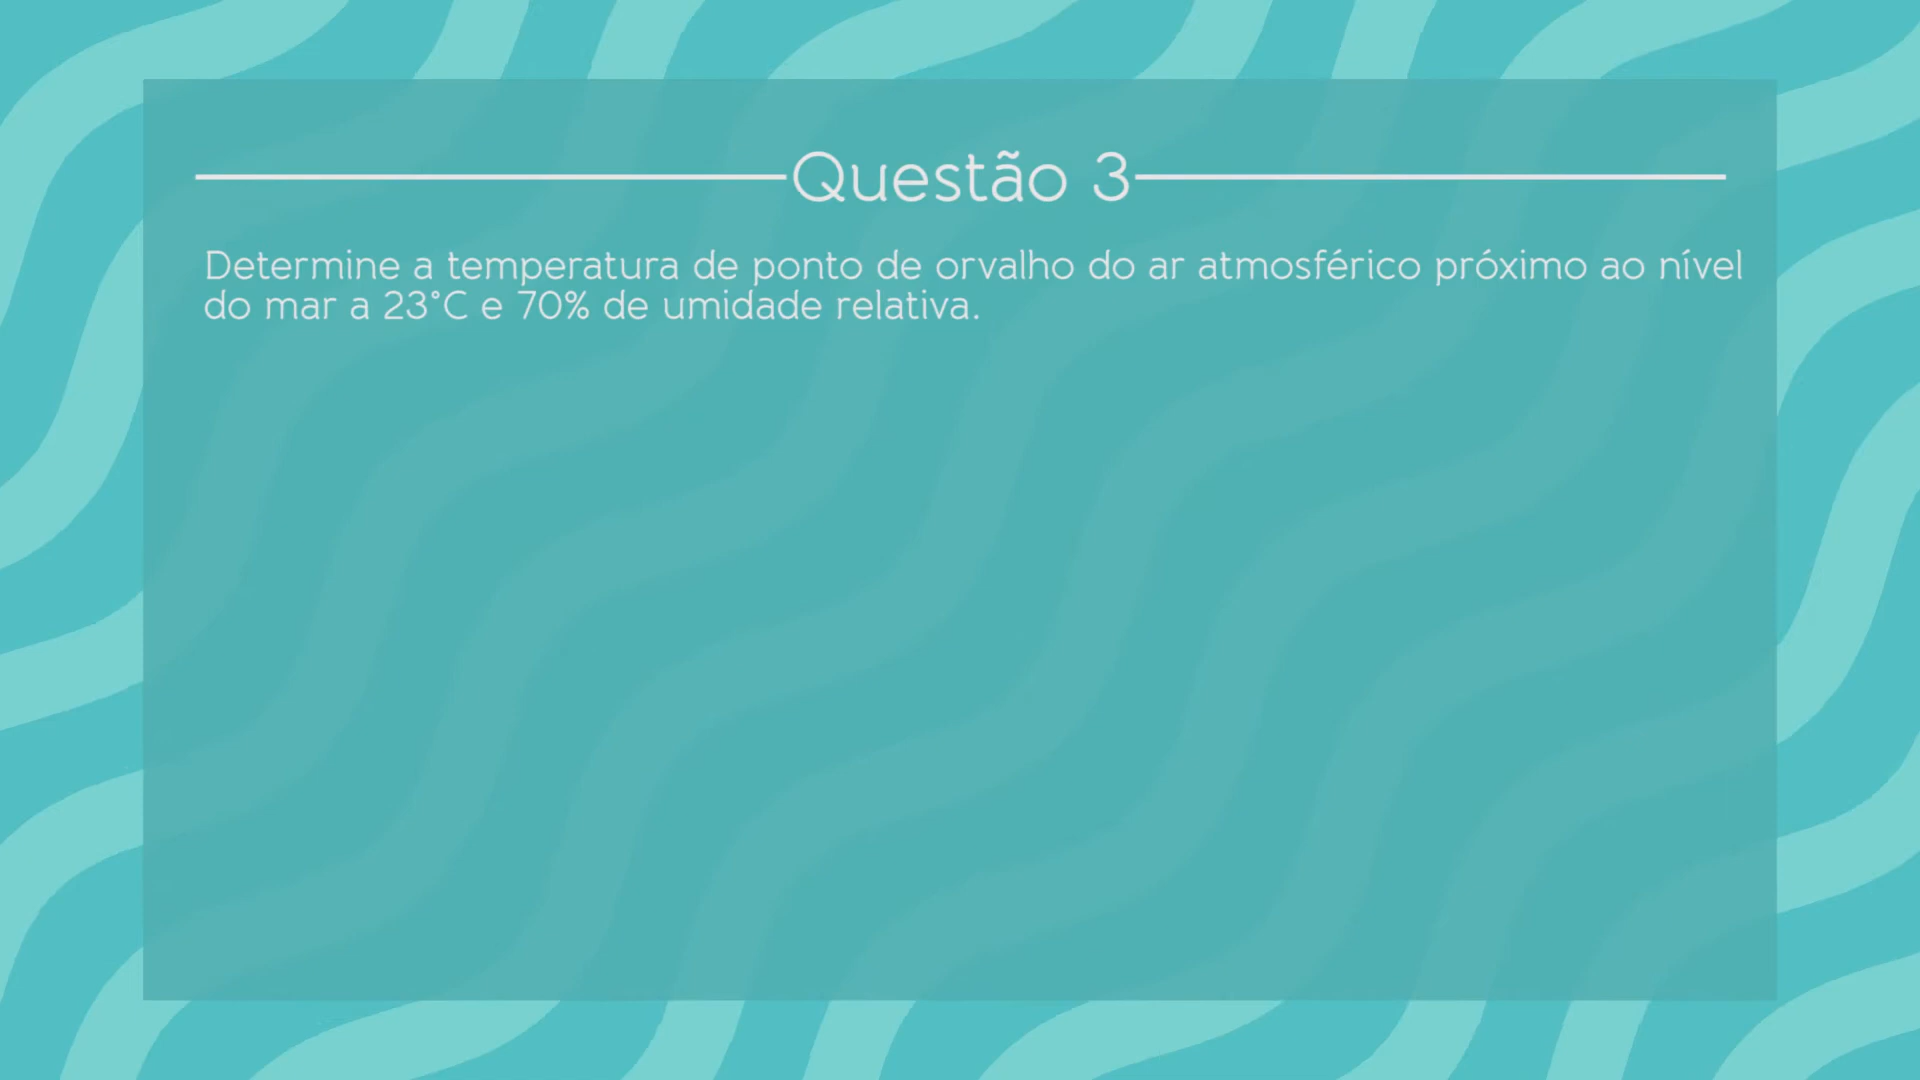 Questão 3
Determine a temperatura de ponto de orvalho do ar atmosférico próximo ao nível
do mar a 23°C e 70% de umidade relativa.